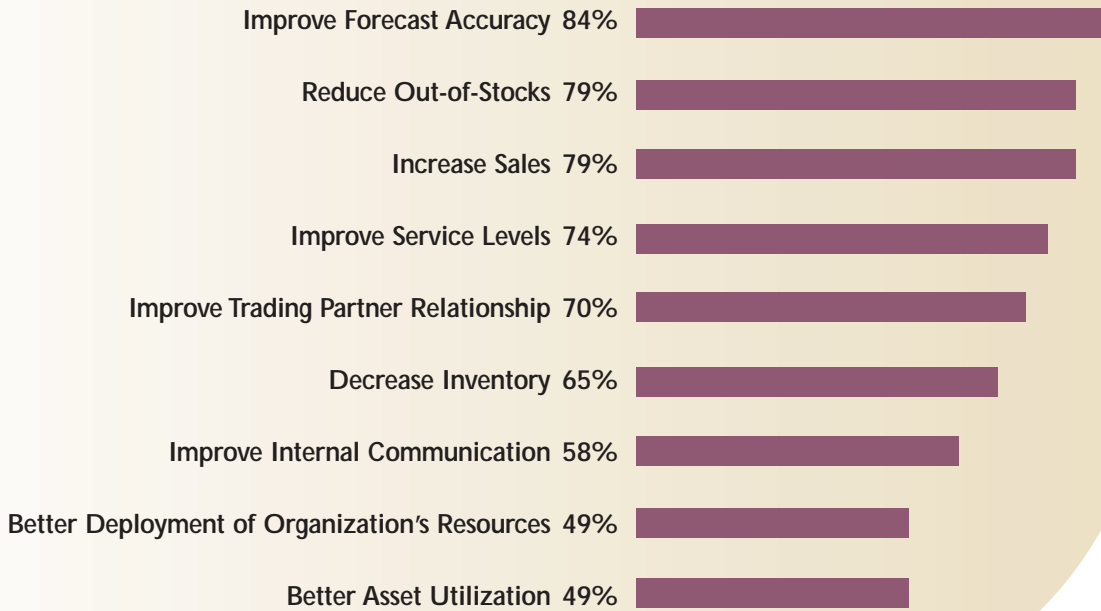 Improve Forecast Accuracy 84%
Reduce Out-of-Stocks 79%
Increase Sales 79%
Improve Service Levels 74%
Improve Trading Partner Relationship 70%
Decrease Inventory 65%
Improve Internal Communication 58%
Better Deployment of Organization's Resources 49%
Better Asset Utilization 49%